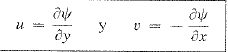 u = ∂ψ/∂y y v = − ∂ψ/∂x